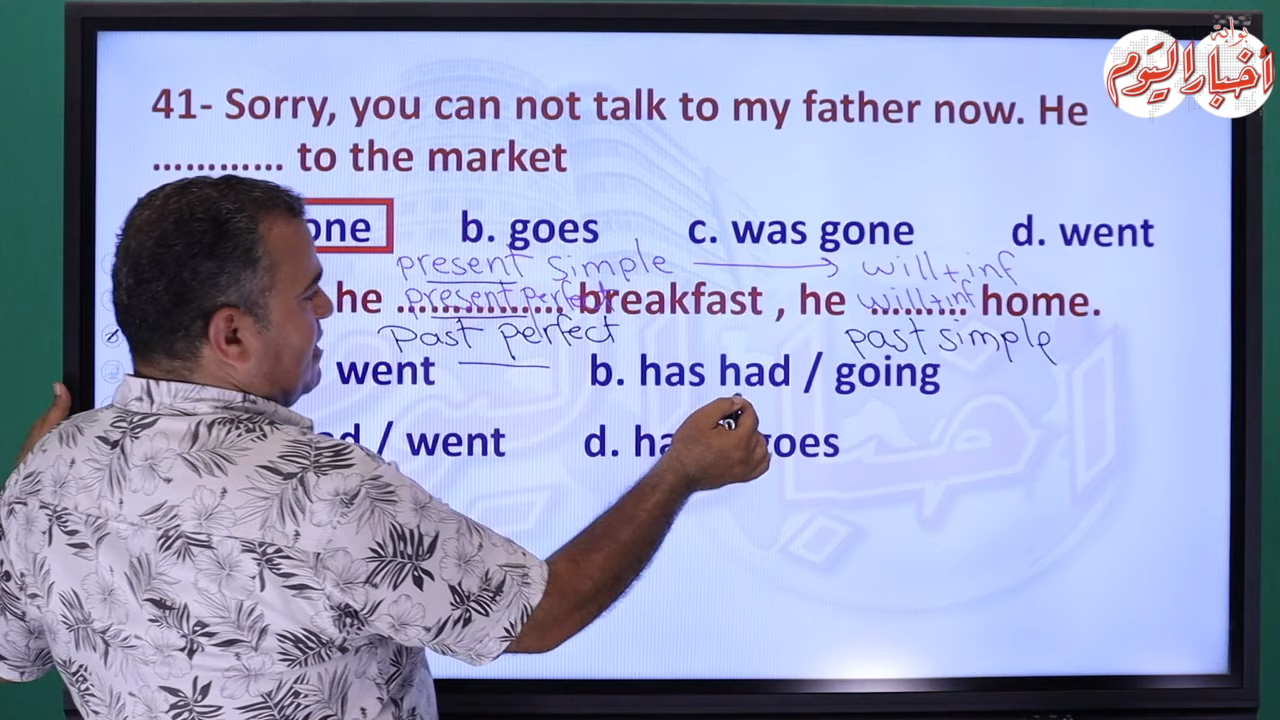 بوابة
أخبار اليوم
41- Sorry, you can not talk to my father now. He
………… to the market
one b. goes c. was gone d. went
present simple → will + inf
he ……………… breakfast , he ……… home.
present perfect will + inf
past perfect past simple
went b. has had / going
/ went d. goes